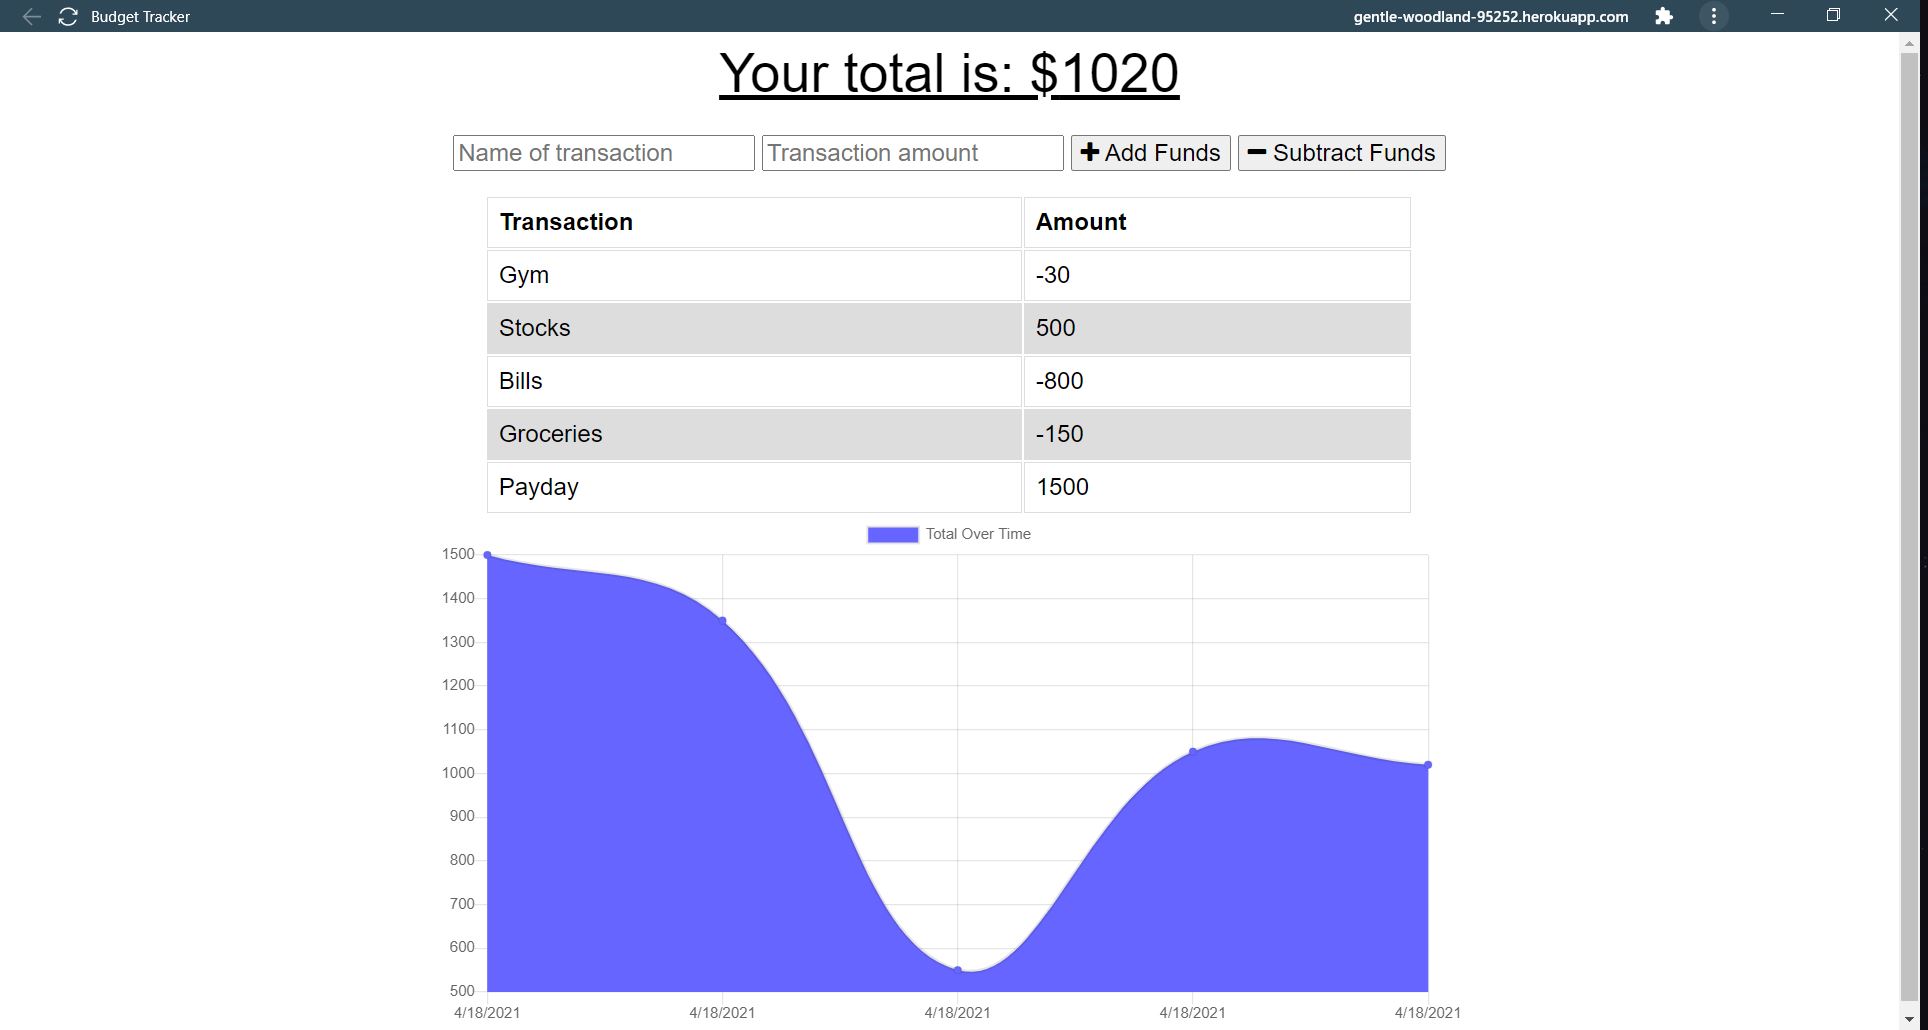 Budget Tracker gentle-woodland-95252.herokuapp.com
Your total is: $1020
Name of transaction Transaction amount Add Funds Subtract Funds
Transaction Amount
Gym -30
Stocks 500
Bills -800
Groceries -150
Payday 1500
Total Over Time
1500
1400
1300
1200
1100
1000
900
800
700
600
500
4/18/2021 4/18/2021 4/18/2021 4/18/2021 4/18/2021